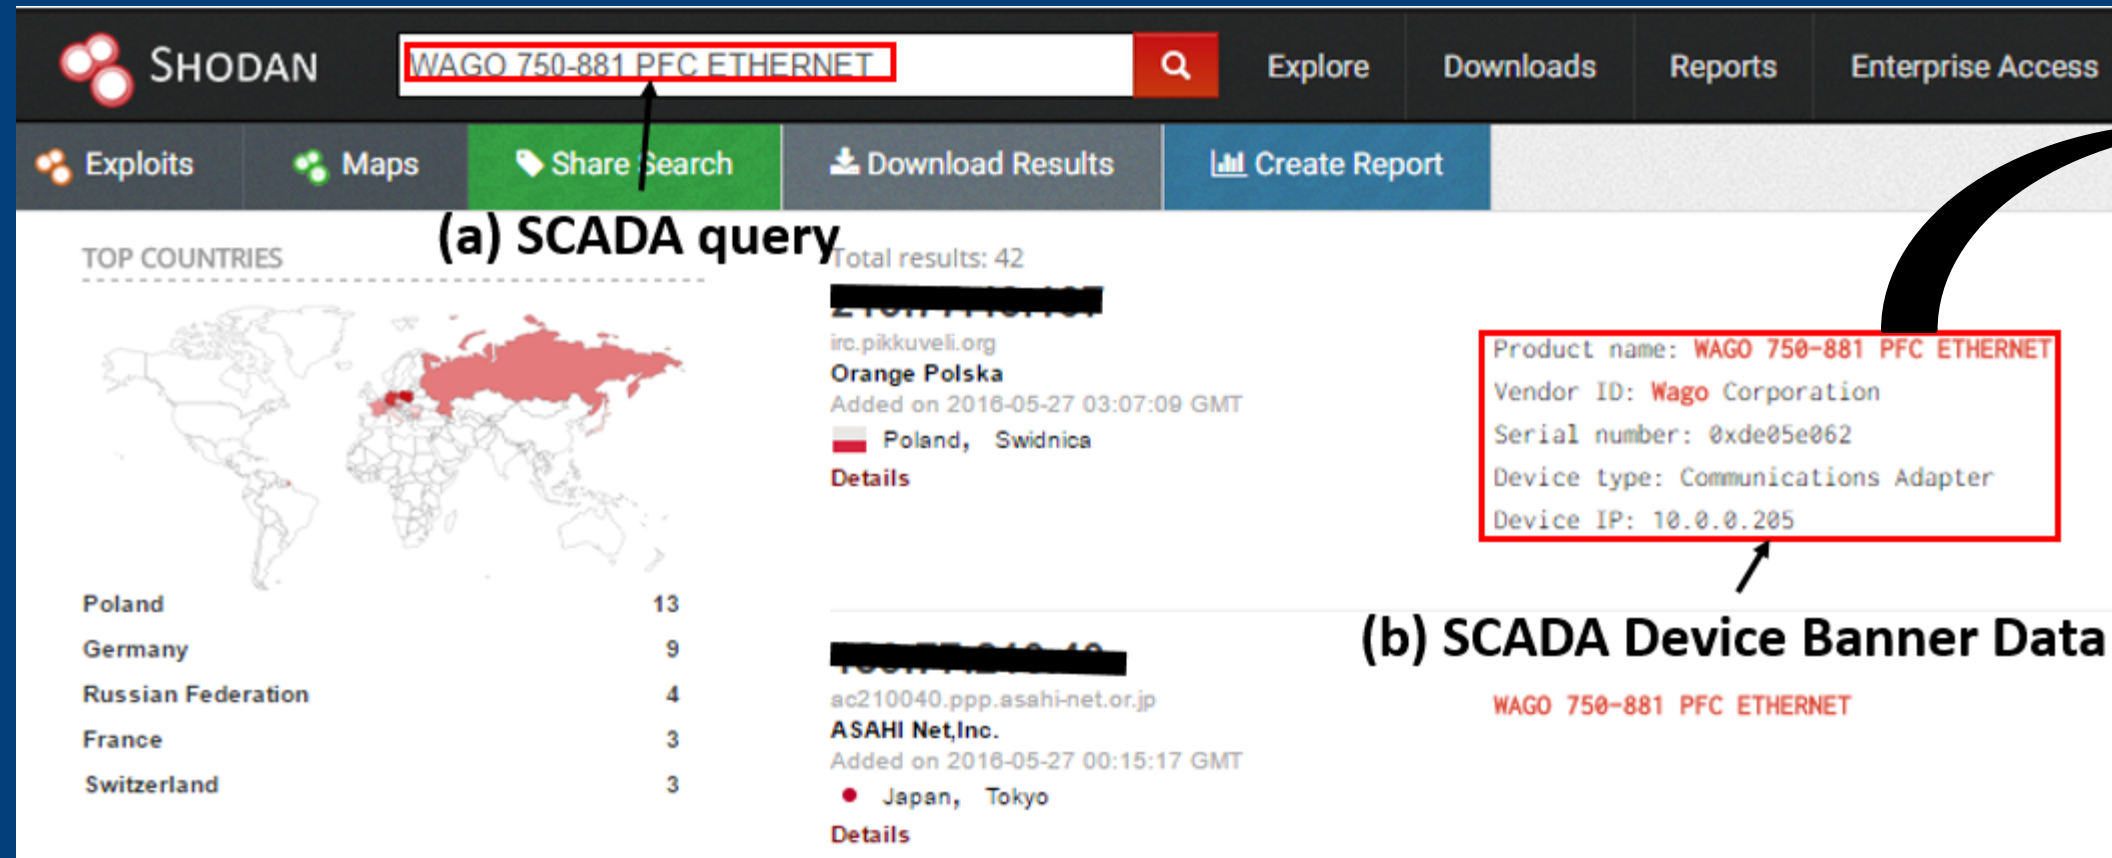 SHODAN
WAGO 750-881 PFC ETHERNET
Explore
Downloads
Reports
Enterprise Access
Exploits
Maps
Share Search
Download Results
Create Report
(a) SCADA query
TOP COUNTRIES
Poland 13
Germany 9
Russian Federation 4
France 3
Switzerland 3
Total results: 42
irc.pikkuveli.org
Orange Polska
Added on 2016-05-27 03:07:09 GMT
Poland, Swidnica
Details
Product name: WAGO 750-881 PFC ETHERNET
Vendor ID: Wago Corporation
Serial number: 0xde05e062
Device type: Communications Adapter
Device IP: 10.0.0.205
(b) SCADA Device Banner Data
ac210040.ppp.asahi-net.or.jp
ASAHI Net,Inc.
Added on 2016-05-27 00:15:17 GMT
Japan, Tokyo
Details
WAGO 750-881 PFC ETHERNET